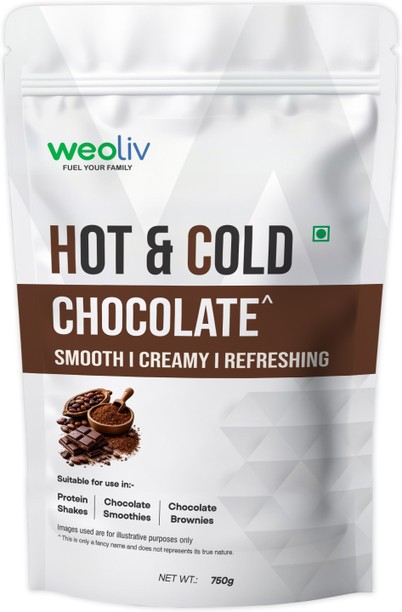 weoliv
FUEL YOUR FAMILY
HOT & COLD
CHOCOLATE^
SMOOTH I CREAMY I REFRESHING
Suitable for use in:-
Protein Shakes | Chocolate Smoothies | Chocolate Brownies
Images used are for illustrative purposes only
^ This is only a fancy name and does not represents its true nature.
NET WT.: 750g